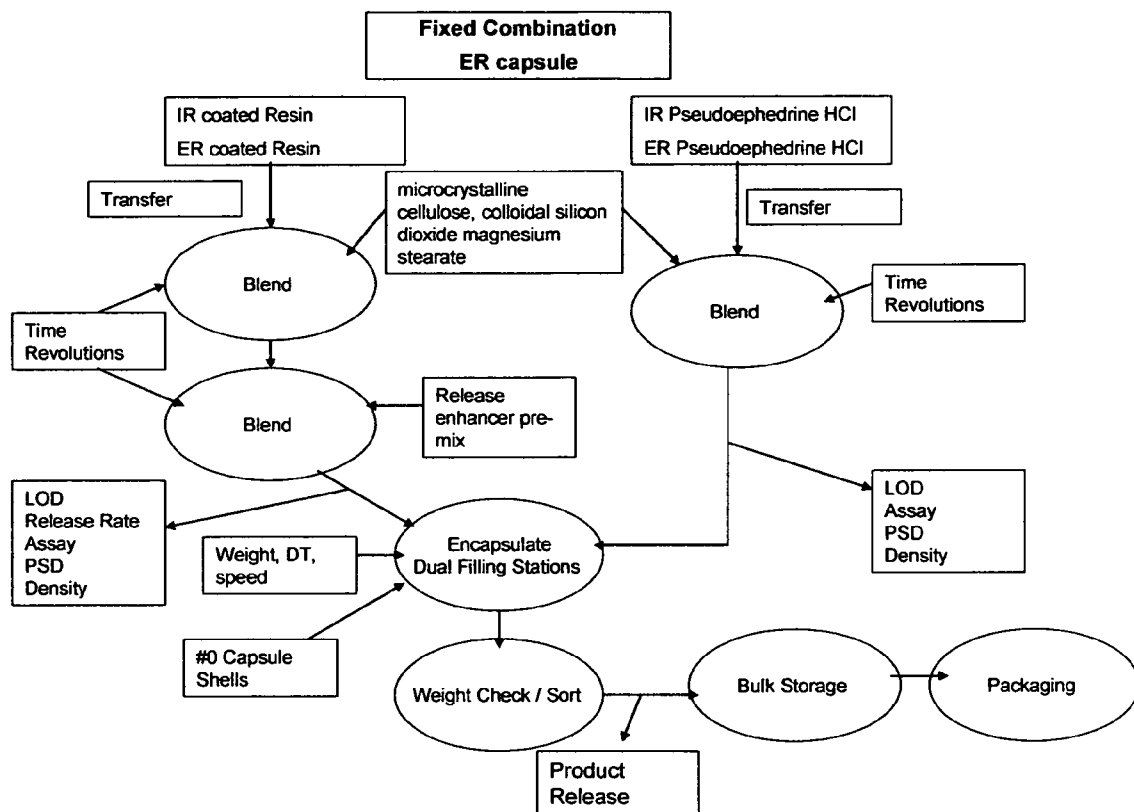 Fixed Combination
ER capsule
IR coated Resin
ER coated Resin
IR Pseudoephedrine HCl
ER Pseudoephedrine HCl
Transfer
microcrystalline
cellulose, colloidal silicon
dioxide magnesium
stearate
Transfer
Blend
Blend
Time
Revolutions
Time
Revolutions
Blend
Release
enhancer pre-
mix
LOD
Release Rate
Assay
PSD
Density
LOD
Assay
PSD
Density
Weight, DT,
speed
Encapsulate
Dual Filling Stations
#0 Capsule
Shells
Weight Check / Sort
Bulk Storage
Packaging
Product
Release